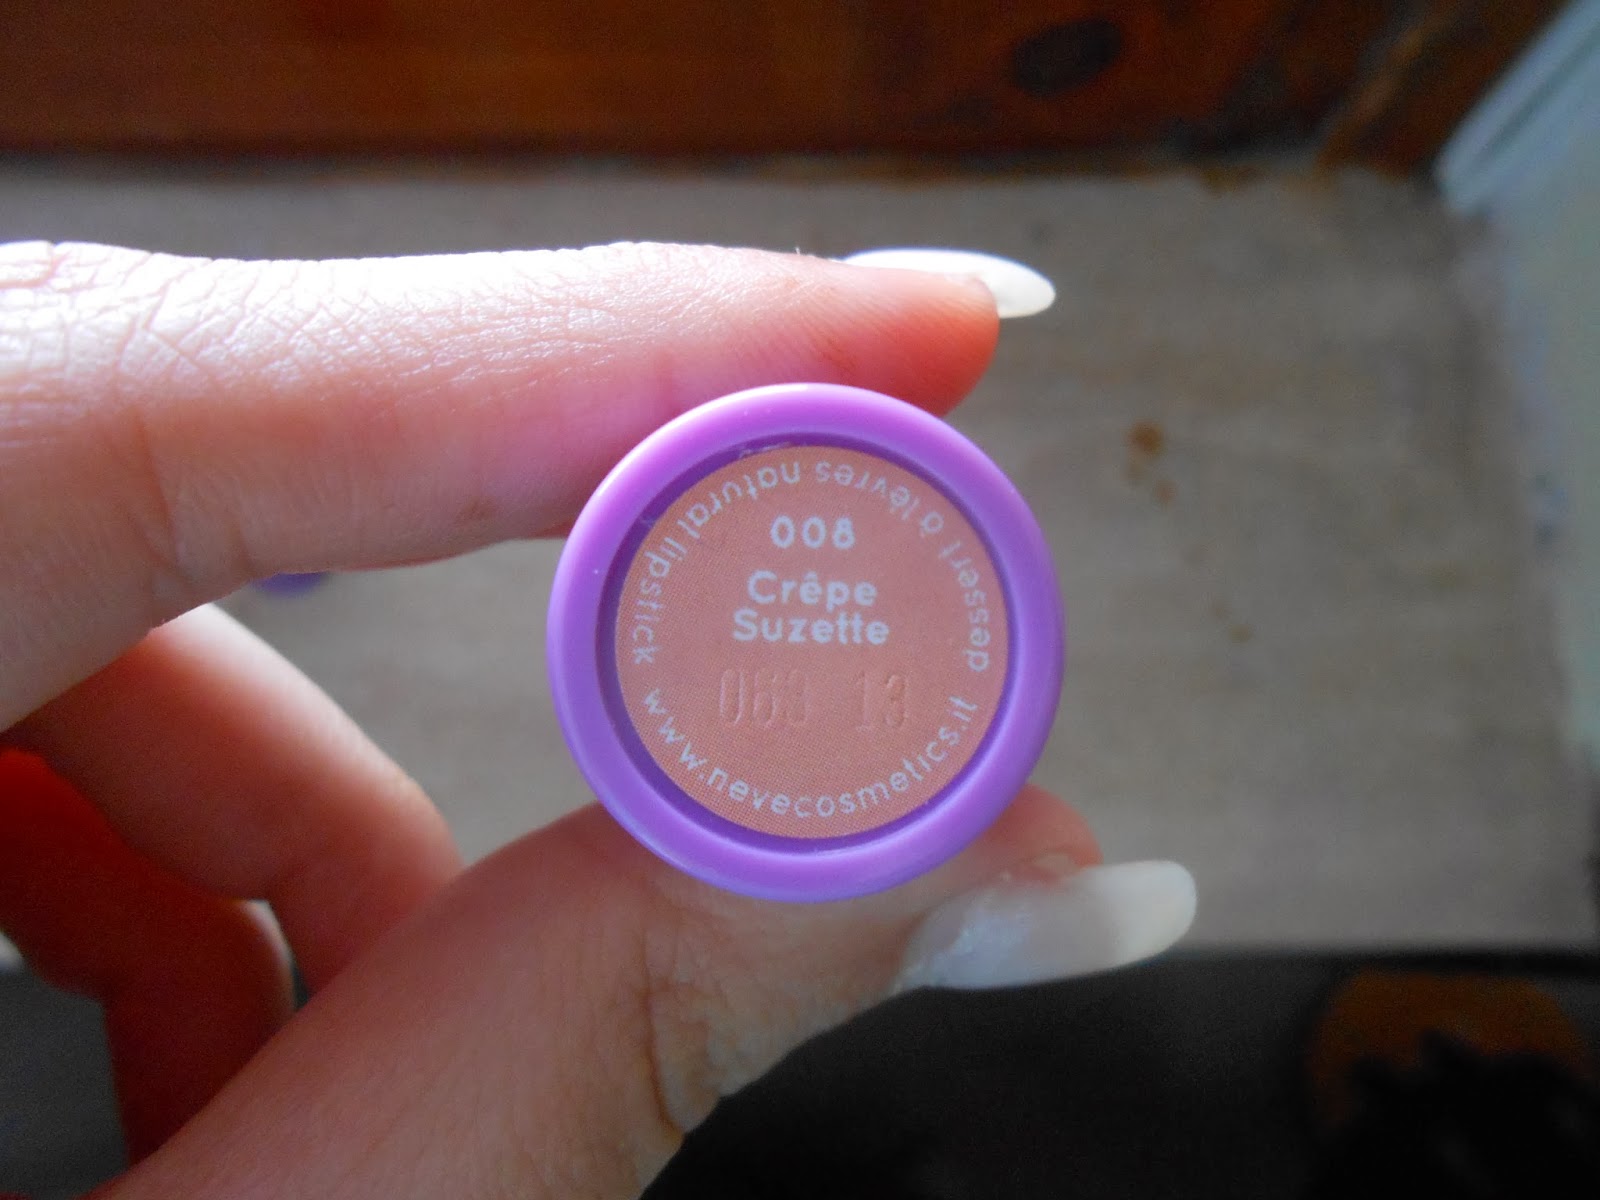 008
Crêpe
Suzette
063 13
dessert à lèvres natural lipstick www.nevecosmetics.it